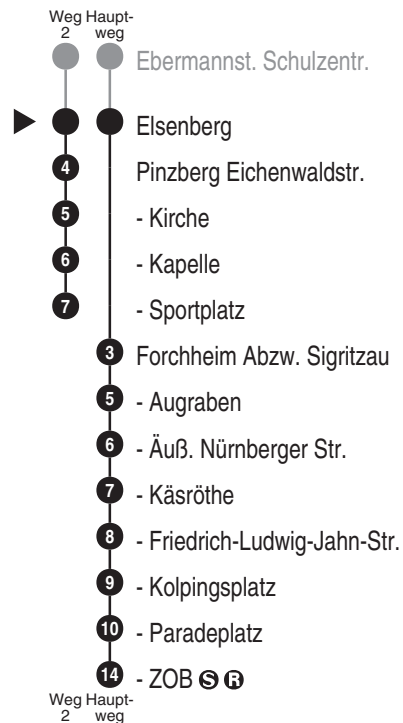 Weg Haupt-
2 weg
Ebermannst. Schulzentr.
Elsenberg
4 Pinzberg Eichenwaldstr.
5 - Kirche
6 - Kapelle
7 - Sportplatz
3 Forchheim Abzw. Sigritzau
5 - Augraben
6 - Äuß. Nürnberger Str.
7 - Käsröthe
8 - Friedrich-Ludwig-Jahn-Str.
9 - Kolpingsplatz
10 - Paradeplatz
14 - ZOB S R
Weg Haupt-
2 weg